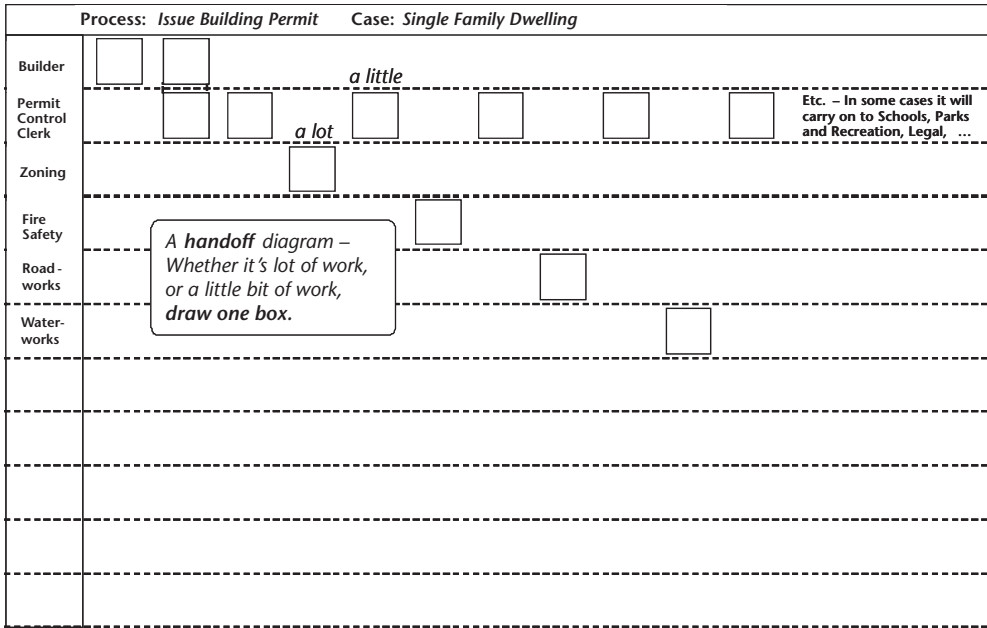 Process: Issue Building Permit Case: Single Family Dwelling
Builder
a little
Permit
Control
Clerk
Etc. – In some cases it will
carry on to Schools, Parks
and Recreation, Legal, ...
a lot
Zoning
Fire
Safety
A handoff diagram –
Whether it's lot of work,
or a little bit of work,
draw one box.
Road-
works
Water-
works